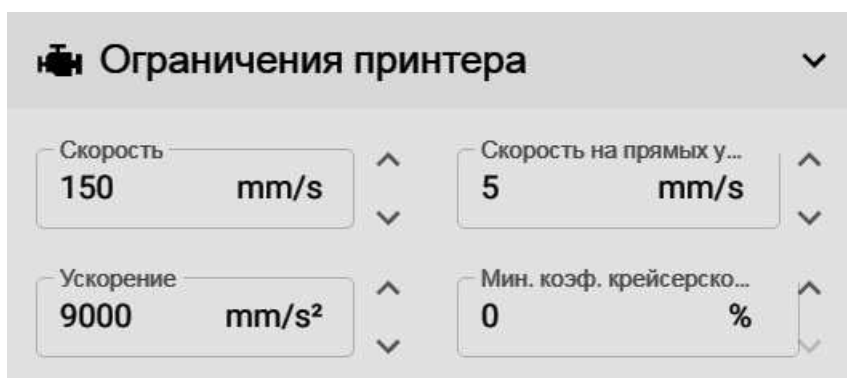 Ограничения принтера
Скорость Скорость на прямых у...
150 mm/s 5 mm/s
Ускорение Мин. коэф. крейсерско...
9000 mm/s² 0 %